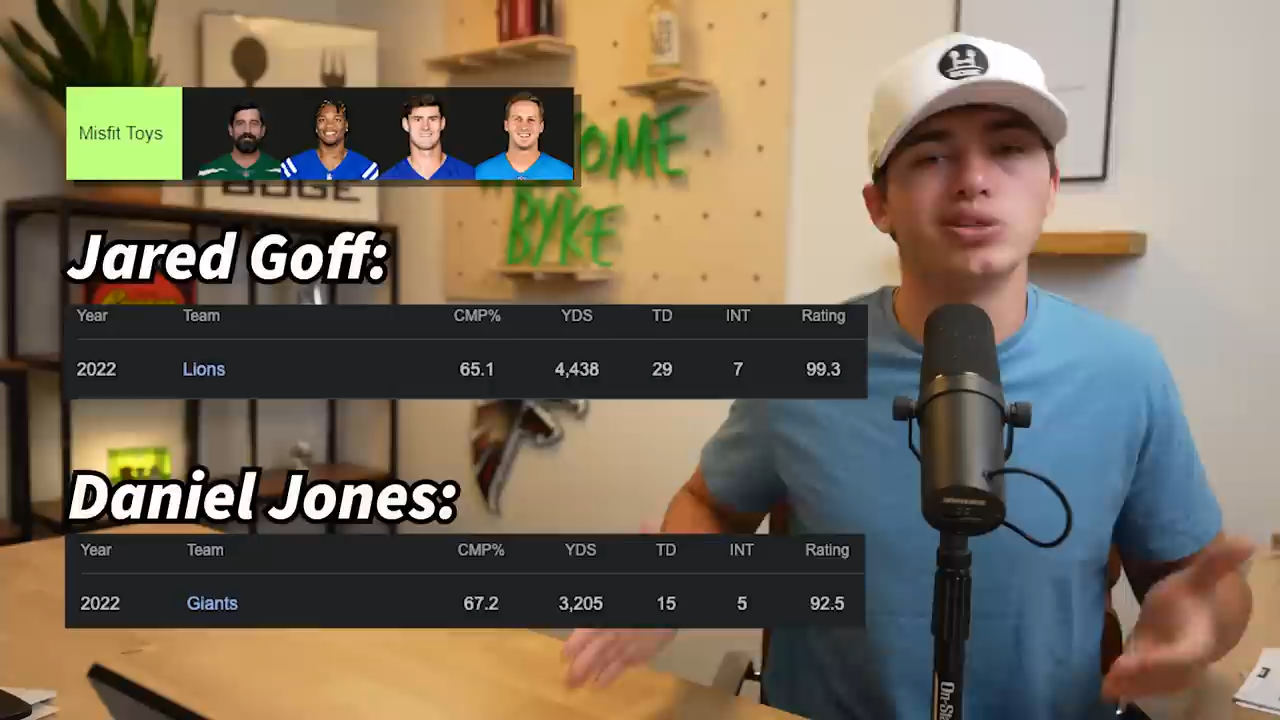 Misfit Toys
OME
BYKE
Jared Goff:
Year Team CMP% YDS TD INT Rating
2022 Lions 65.1 4,438 29 7 99.3
Daniel Jones:
Year Team CMP% YDS TD INT Rating
2022 Giants 67.2 3,205 15 5 92.5